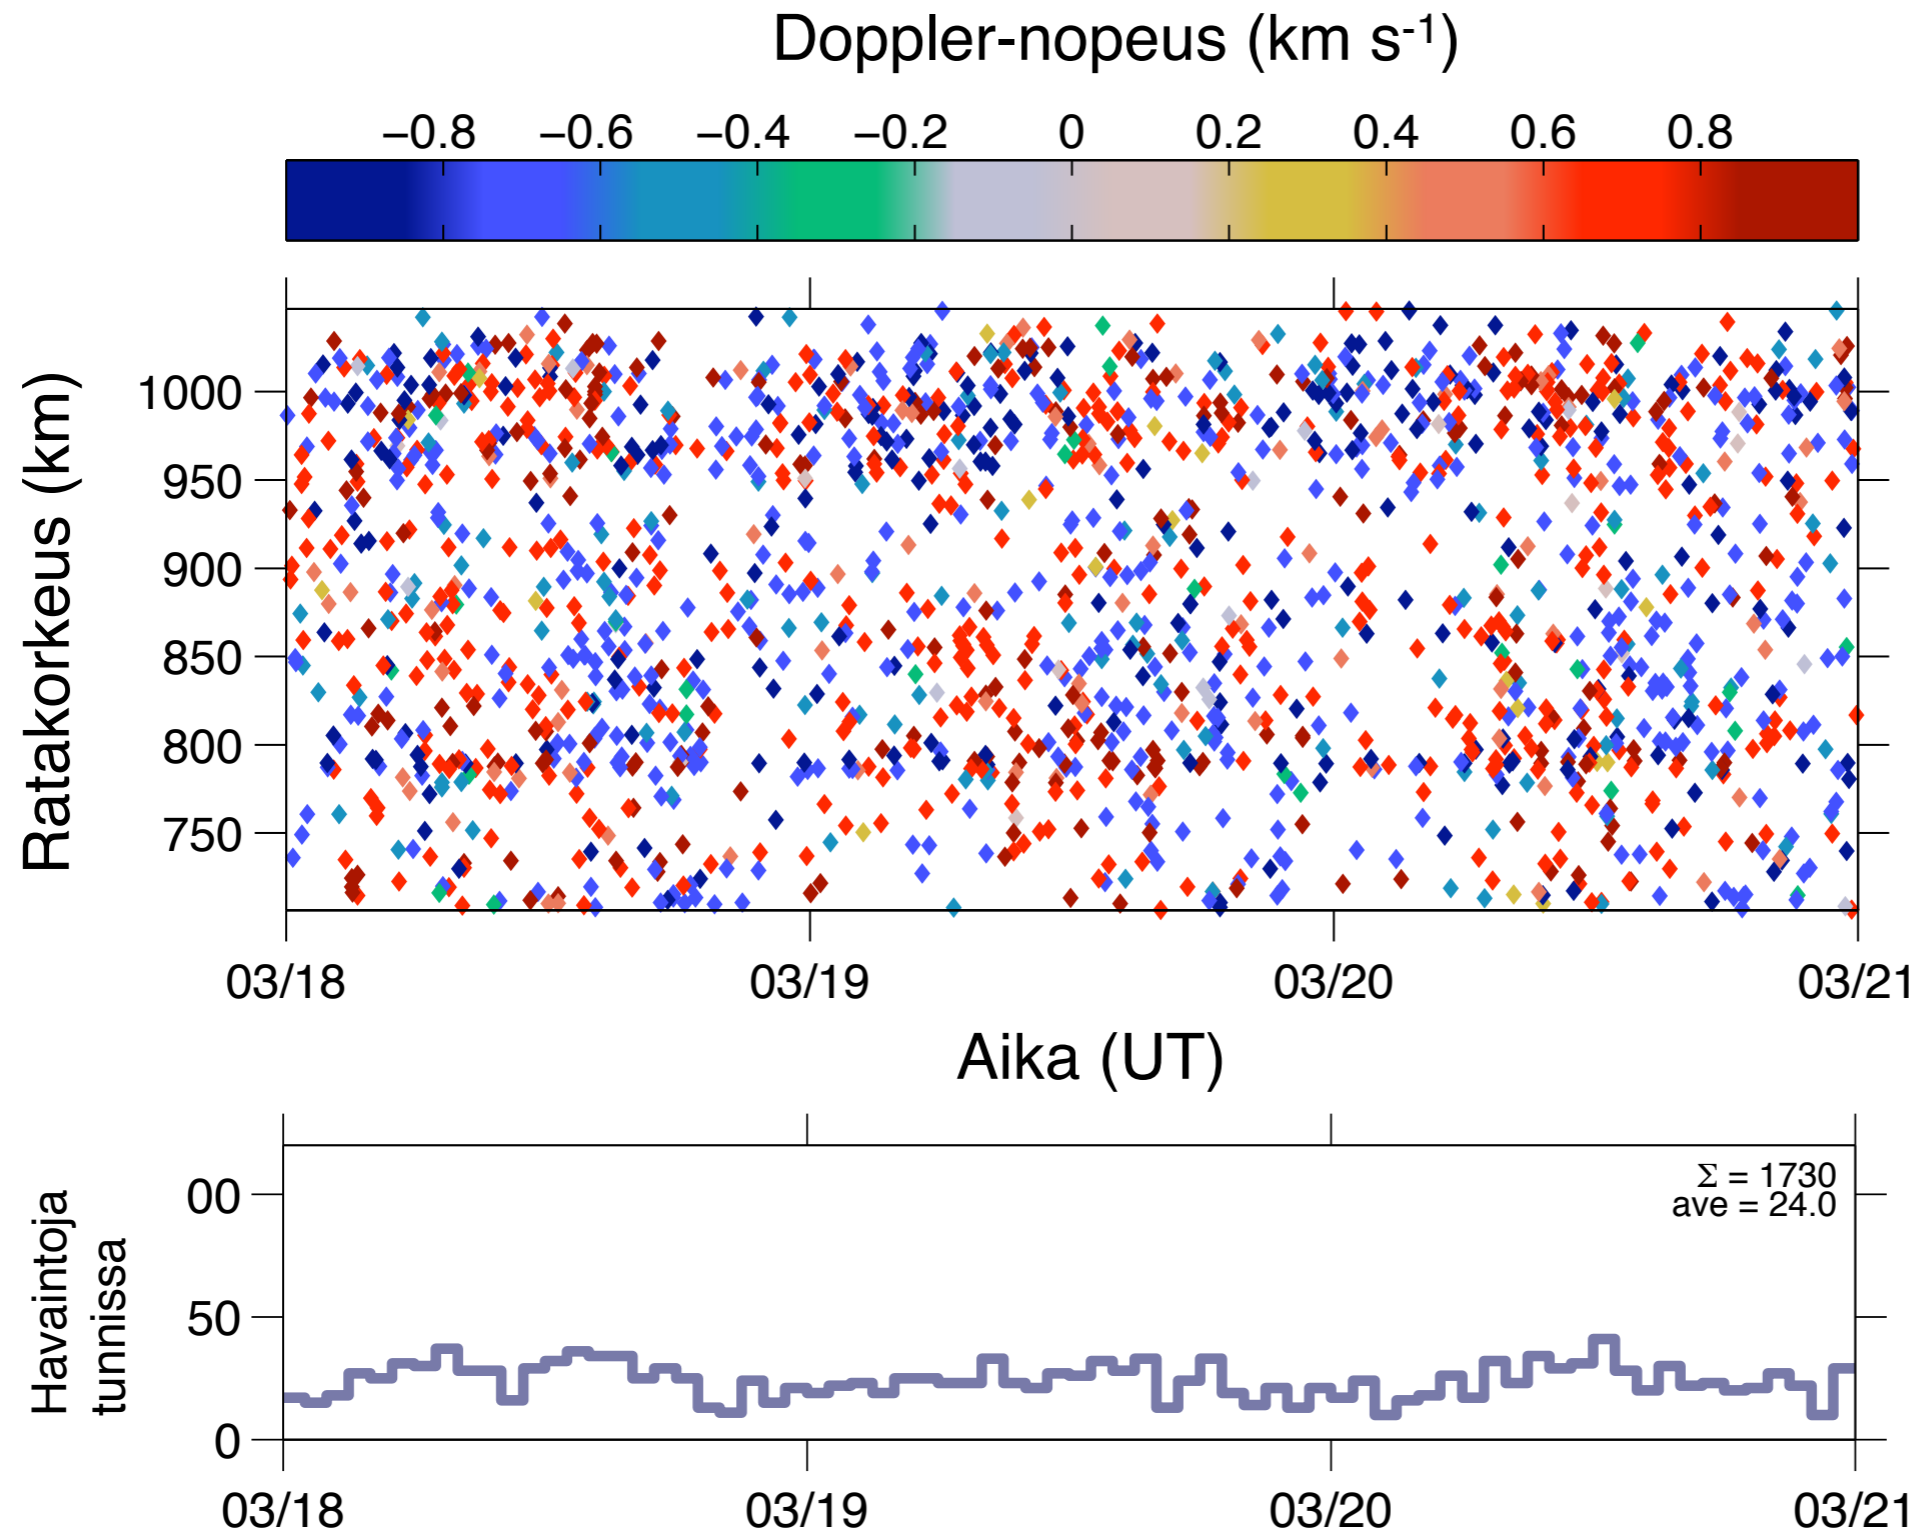 Doppler-nopeus (km s-1)
−0.8 −0.6 −0.4 −0.2 0 0.2 0.4 0.6 0.8
Ratakorkeus (km)
1000
950
900
850
800
750
03/18 03/19 03/20 03/21
Aika (UT)
Havaintoja
tunnissa
00
50
0
Σ = 1730
ave = 24.0
03/18 03/19 03/20 03/21